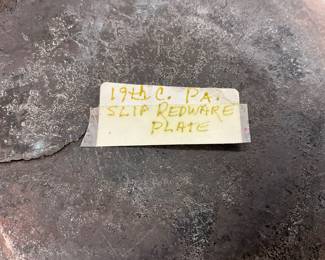 19th C. PA.
SLIP REDWARE
PLATE